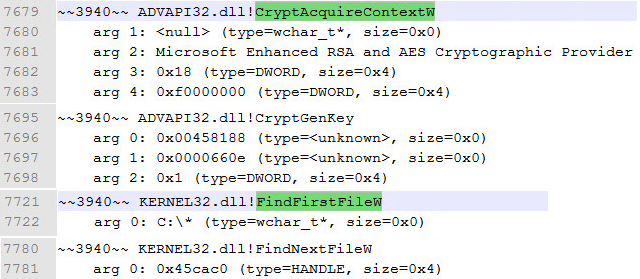 7679 ~~3940~~ ADVAPI32.dll!CryptAcquireContextW
7680 arg 1: <null> (type=wchar_t*, size=0x0)
7681 arg 2: Microsoft Enhanced RSA and AES Cryptographic Provider
7682 arg 3: 0x18 (type=DWORD, size=0x4)
7683 arg 4: 0xf0000000 (type=DWORD, size=0x4)
7695 ~~3940~~ ADVAPI32.dll!CryptGenKey
7696 arg 0: 0x00458188 (type=<unknown>, size=0x0)
7697 arg 1: 0x0000660e (type=<unknown>, size=0x0)
7698 arg 2: 0x1 (type=DWORD, size=0x4)
7721 ~~3940~~ KERNEL32.dll!FindFirstFileW
7722 arg 0: C:\* (type=wchar_t*, size=0x0)
7780 ~~3940~~ KERNEL32.dll!FindNextFileW
7781 arg 0: 0x45cac0 (type=HANDLE, size=0x4)